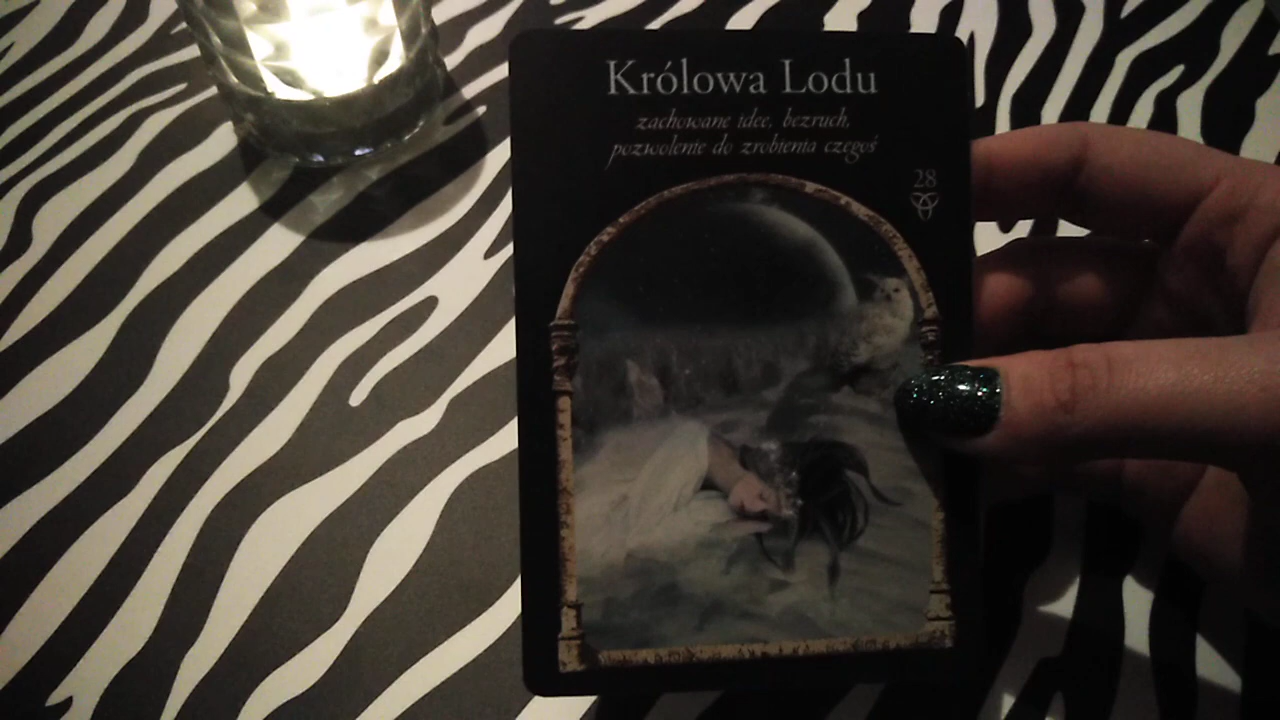 Królowa Lodu
zachowane idee, bezruch,
pozwolenie do zrobienia czegoś
28